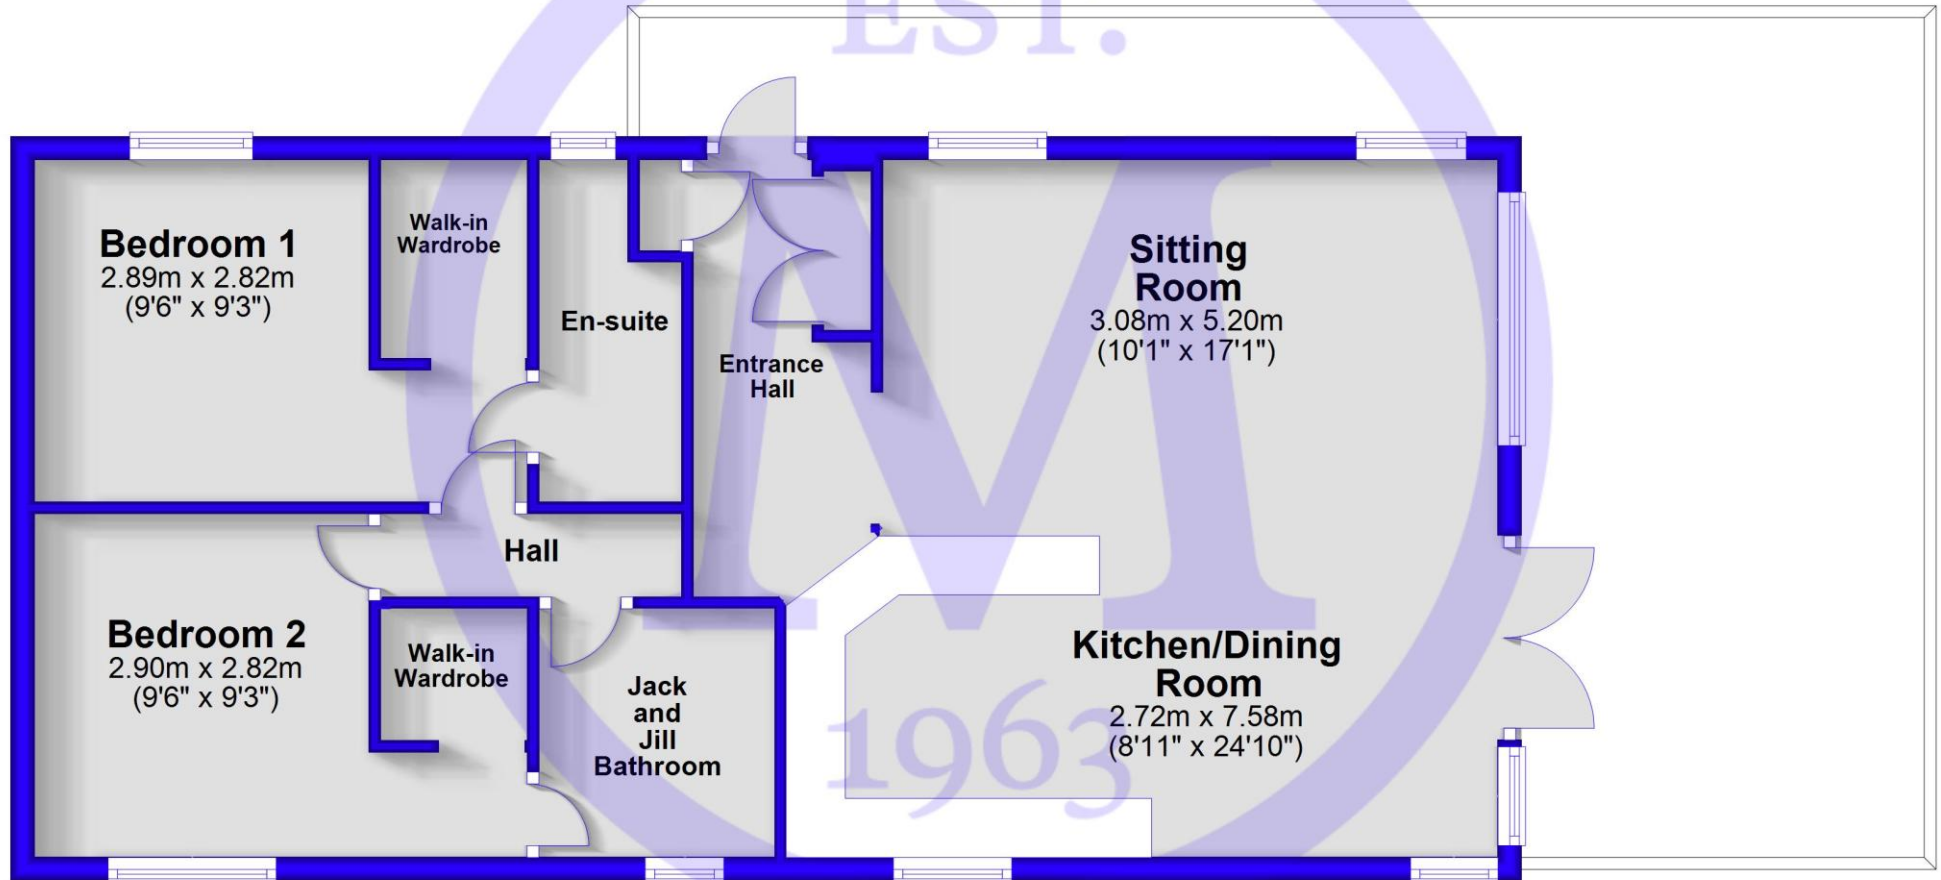 EST.
Bedroom 1
2.89m x 2.82m
(9'6" x 9'3")
Walk-in
Wardrobe
En-suite
Entrance
Hall
Sitting
Room
3.08m x 5.20m
(10'1" x 17'1")
Hall
Bedroom 2
2.90m x 2.82m
(9'6" x 9'3")
Walk-in
Wardrobe
Jack
and
Jill
Bathroom
Kitchen/Dining
Room
2.72m x 7.58m
(8'11" x 24'10")
M
1963